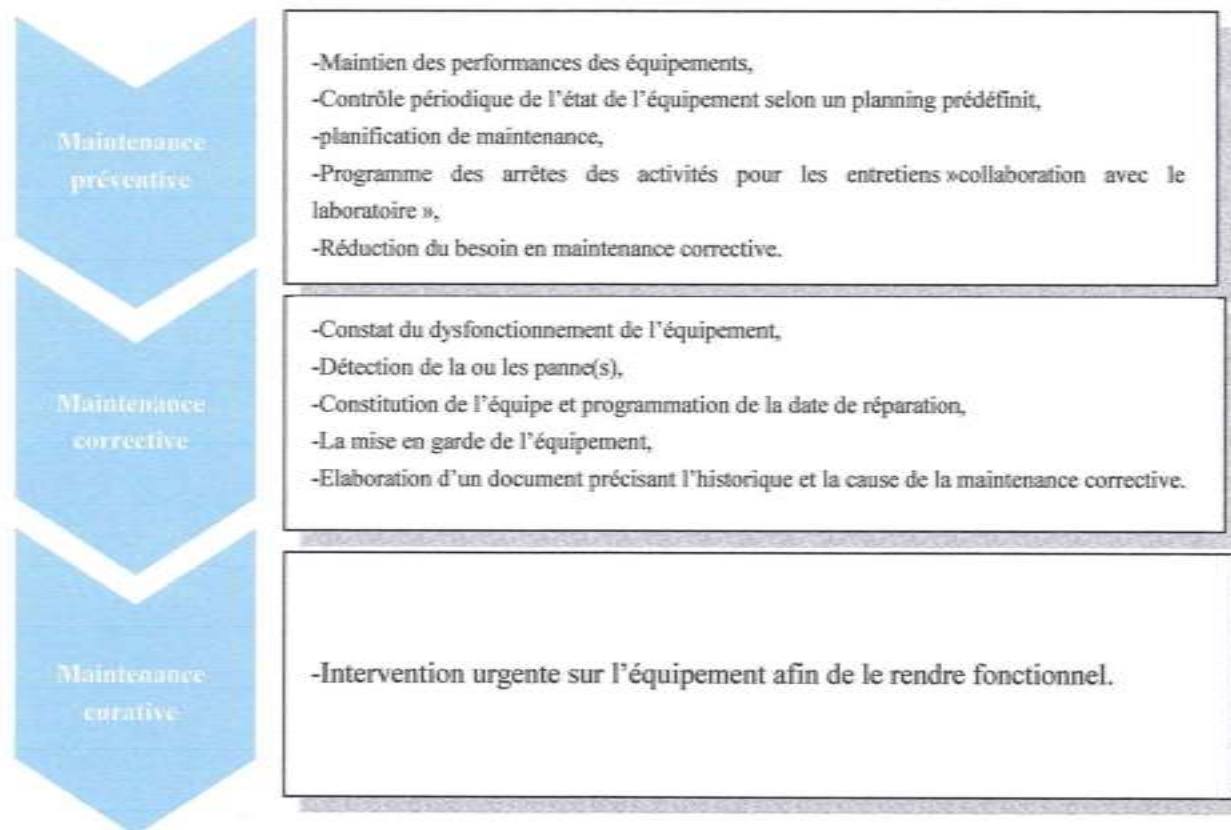 Maintenance
préventive
-Maintien des performances des équipements,
-Contrôle périodique de l'état de l'équipement selon un planning prédéfinit,
-planification de maintenance,
-Programme des arrêtes des activités pour les entretiens »collaboration avec le
laboratoire »,
-Réduction du besoin en maintenance corrective.
Maintenance
corrective
-Constat du dysfonctionnement de l'équipement,
-Détection de la ou les panne(s),
-Constitution de l'équipe et programmation de la date de réparation,
-La mise en garde de l'équipement,
-Elaboration d'un document précisant l'historique et la cause de la maintenance corrective.
Maintenance
curative
-Intervention urgente sur l'équipement afin de le rendre fonctionnel.